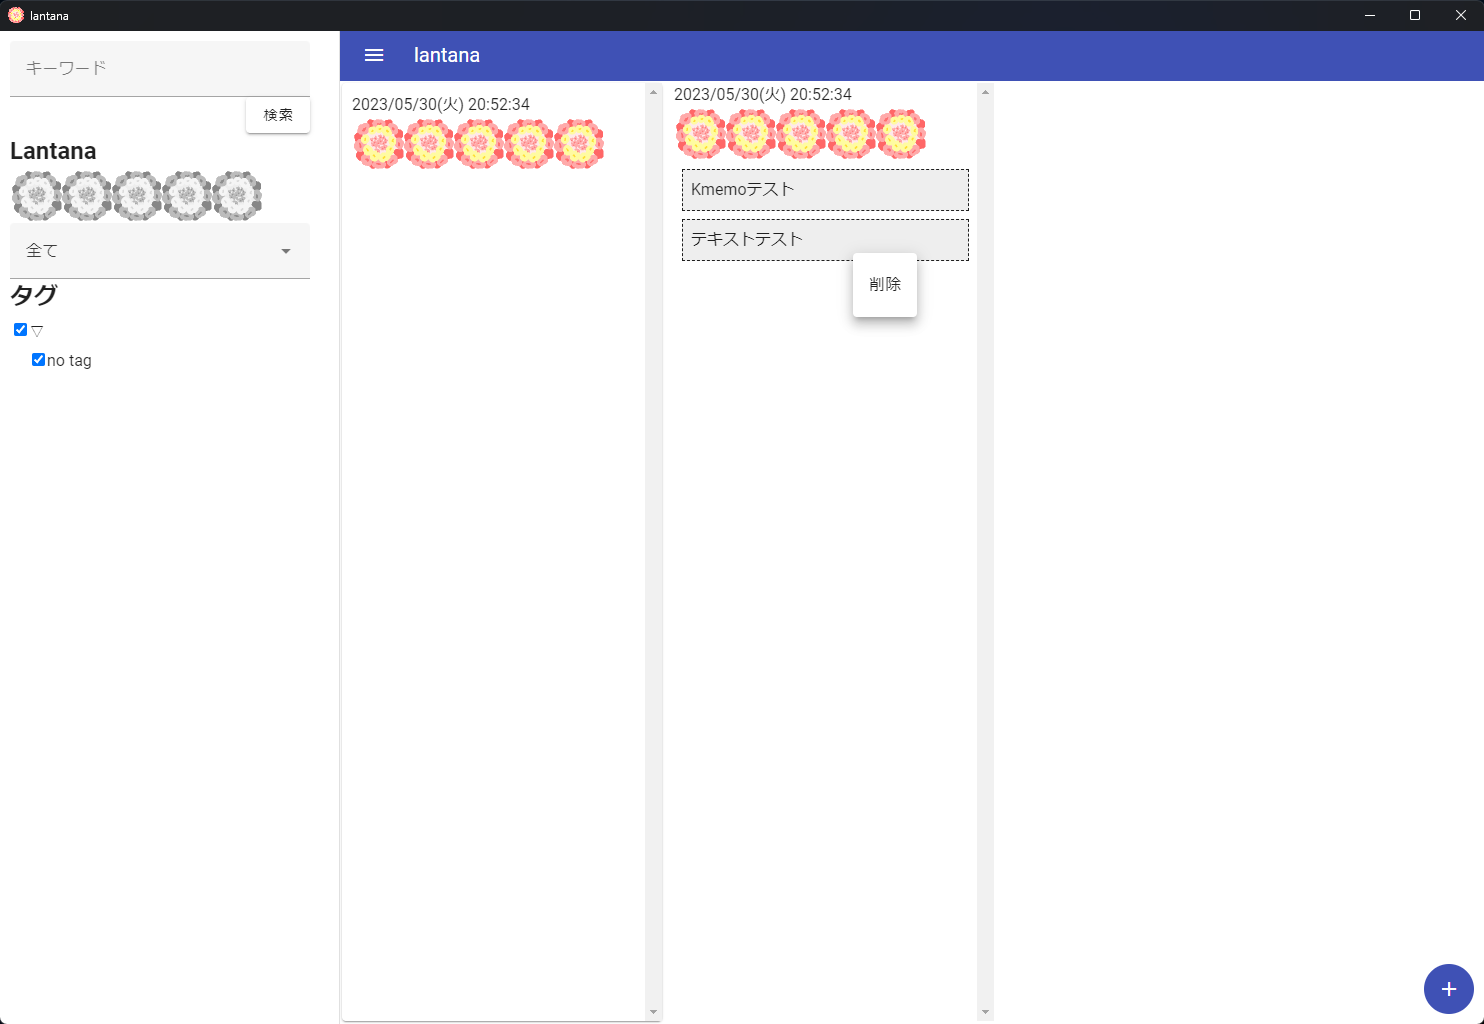 lantana
キーワード
検索
Lantana
全て
タグ
▽
no tag
lantana
2023/05/30(火) 20:52:34
2023/05/30(火) 20:52:34
Kmemoテスト
テキストテスト
削除